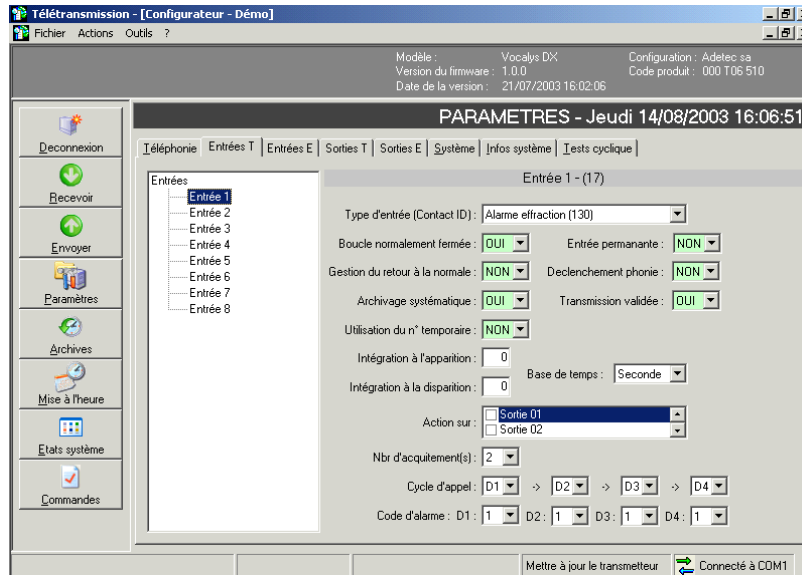 Télétransmission - [Configurateur - Démo]
Fichier Actions Outils ?
Modèle : Vocalys DX Configuration : Adetec sa
Version du firmware : 1.0.0 Code produit : 000 T06 510
Date de la version : 21/07/2003 16:02:06
PARAMETRES - Jeudi 14/08/2003 16:06:51
Deconnexion
Recevoir
Envoyer
Paramètres
Archives
Mise à l'heure
Etats système
Commandes
Téléphonie Entrées T Entrées E Sorties T Sorties E Système Infos système Tests cyclique
Entrées
Entrée 1
Entrée 2
Entrée 3
Entrée 4
Entrée 5
Entrée 6
Entrée 7
Entrée 8
Entrée 1 - (17)
Type d'entrée (Contact ID) : Alarme effraction (130)
Boucle normalement fermée : OUI Entrée permanante : NON
Gestion du retour à la normale : NON Declenchement phonie : NON
Archivage systématique : OUI Transmission validée : OUI
Utilisation du n° temporaire : NON
Intégration à l'apparition : 0
Base de temps : Seconde
Intégration à la disparition : 0
Action sur : Sortie 01
Sortie 02
Nbr d'acquitement(s) : 2
Cycle d'appel : D1 -> D2 -> D3 -> D4
Code d'alarme : D1 : 1 D2 : 1 D3 : 1 D4 : 1
Mettre à jour le transmetteur Connecté à COM1